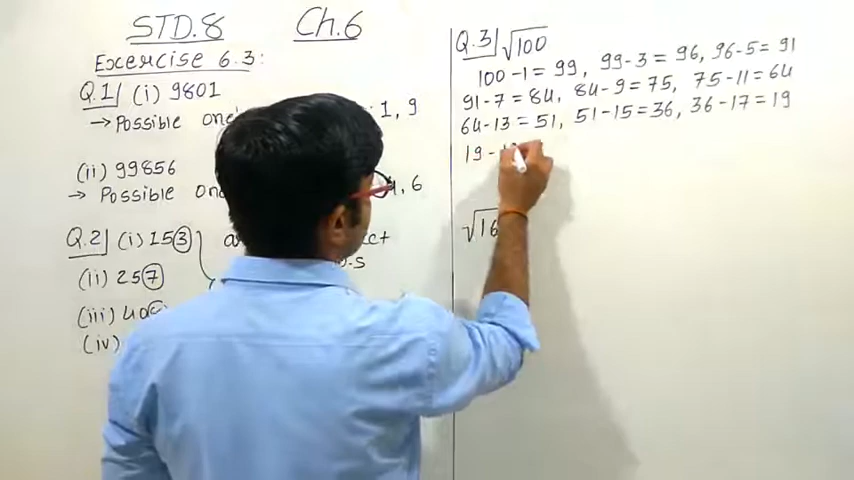 STD.8 Ch.6
Exercise 6.3:
Q.1 (i) 9801
→ Possible one's : 1, 9
(ii) 99856
→ Possible 4, 6
Q.2 (i) 153
(ii) 257
(iii) 40
(iv)
Q.3 √100
100-1=99, 99-3=96, 96-5=91
91-7=84, 84-9=75, 75-11=64
64-13=51, 51-15=36, 36-17=19
19-
√16